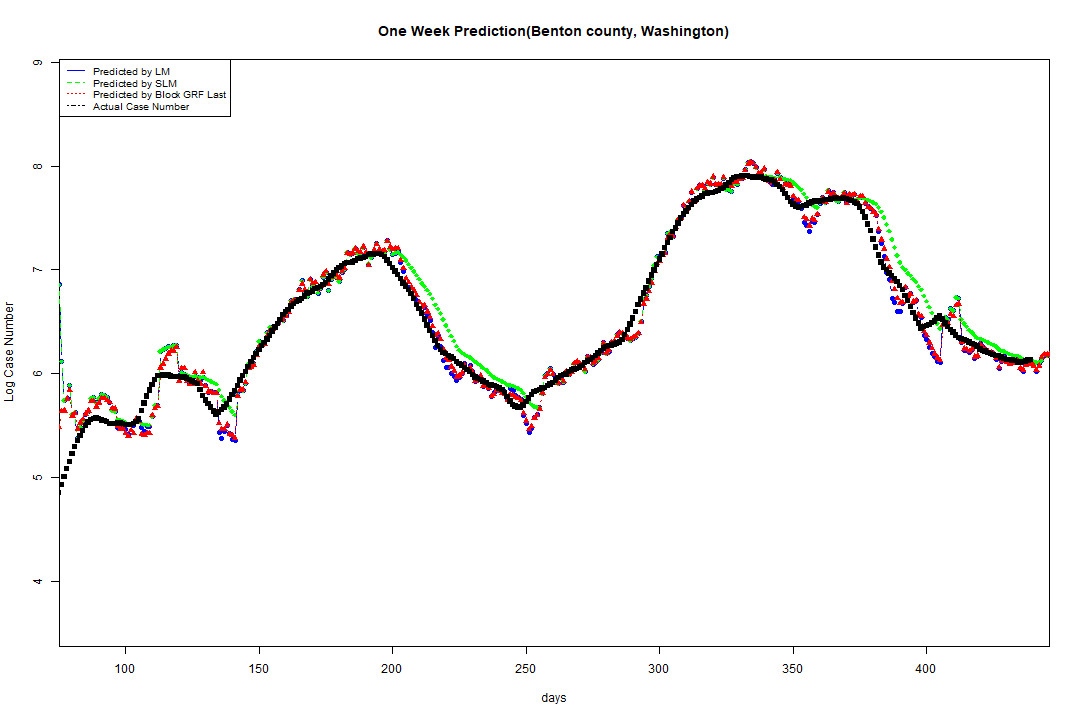 One Week Prediction(Benton county, Washington)
Predicted by LM
Predicted by SLM
Predicted by Block GRF Last
Actual Case Number
9
8
7
6
5
4
Log Case Number
100 150 200 250 300 350 400
days